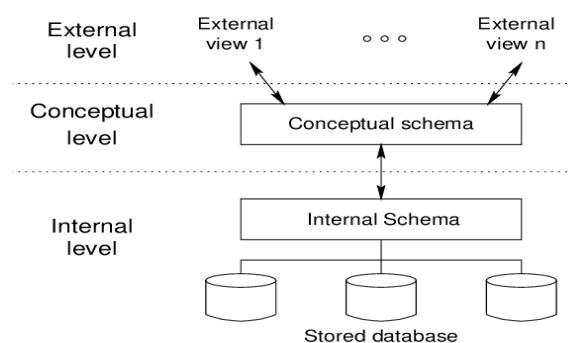 External
level
External
view 1
External
view n
Conceptual
level
Conceptual schema
Internal
level
Internal Schema
Stored database